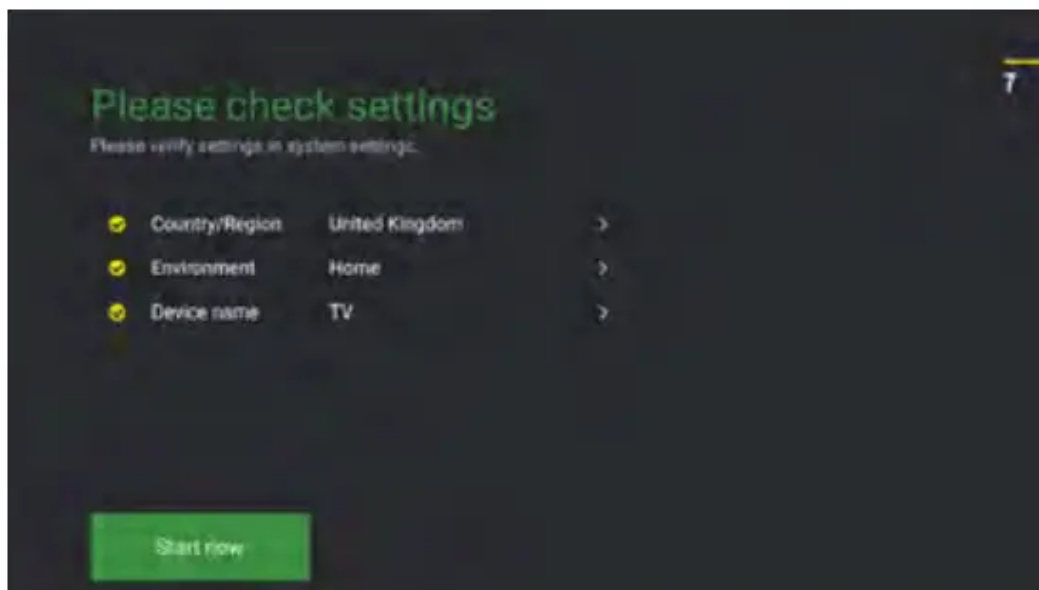 7
Please check settings
Please verify settings in system settings.
Country/Region United Kingdom
Environment Home
Device name TV
Start now